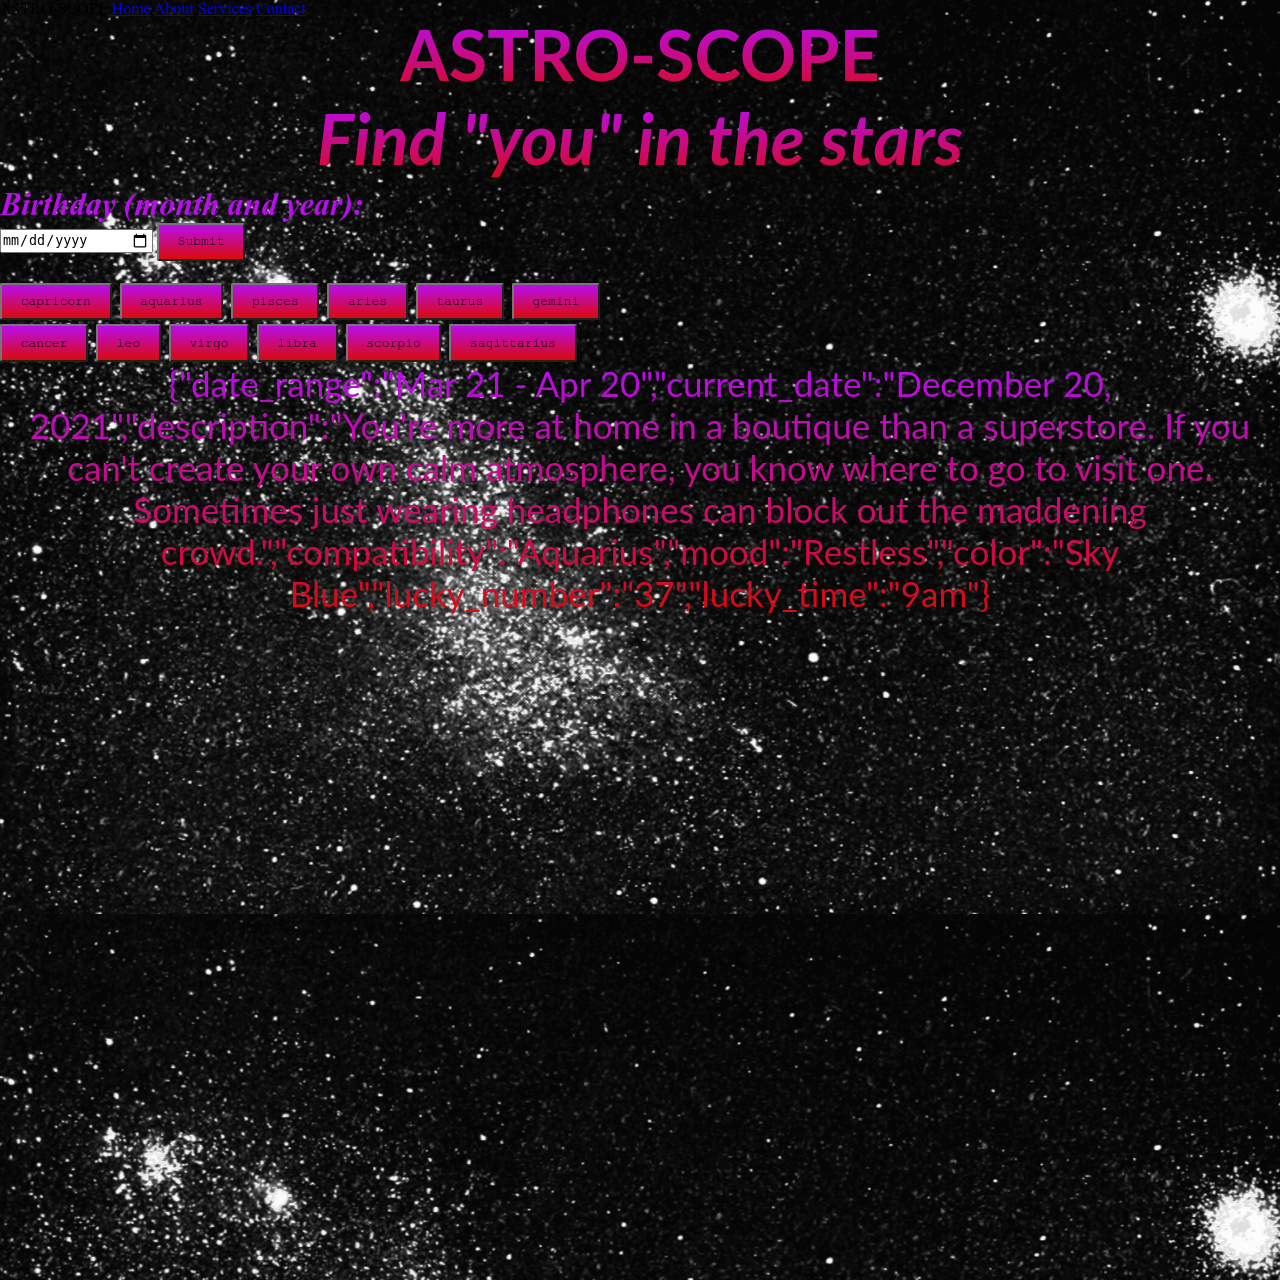 ASTRO-SCOPE Home About Services Contact
ASTRO-SCOPE
Find "you" in the stars
Birthday (month and year):
mm/dd/yyyy Submit
capricorn aquarius pisces aries taurus gemini
cancer leo virgo libra scorpio sagittarius
{"date_range":"Mar 21 - Apr 20","current_date":"December 20,
2021","description":"You're more at home in a boutique than a superstore. If you
can't create your own calm atmosphere, you know where to go to visit one.
Sometimes just wearing headphones can block out the maddening
crowd.","compatibility":"Aquarius","mood":"Restless","color":"Sky
Blue","lucky_number":"37","lucky_time":"9am"}